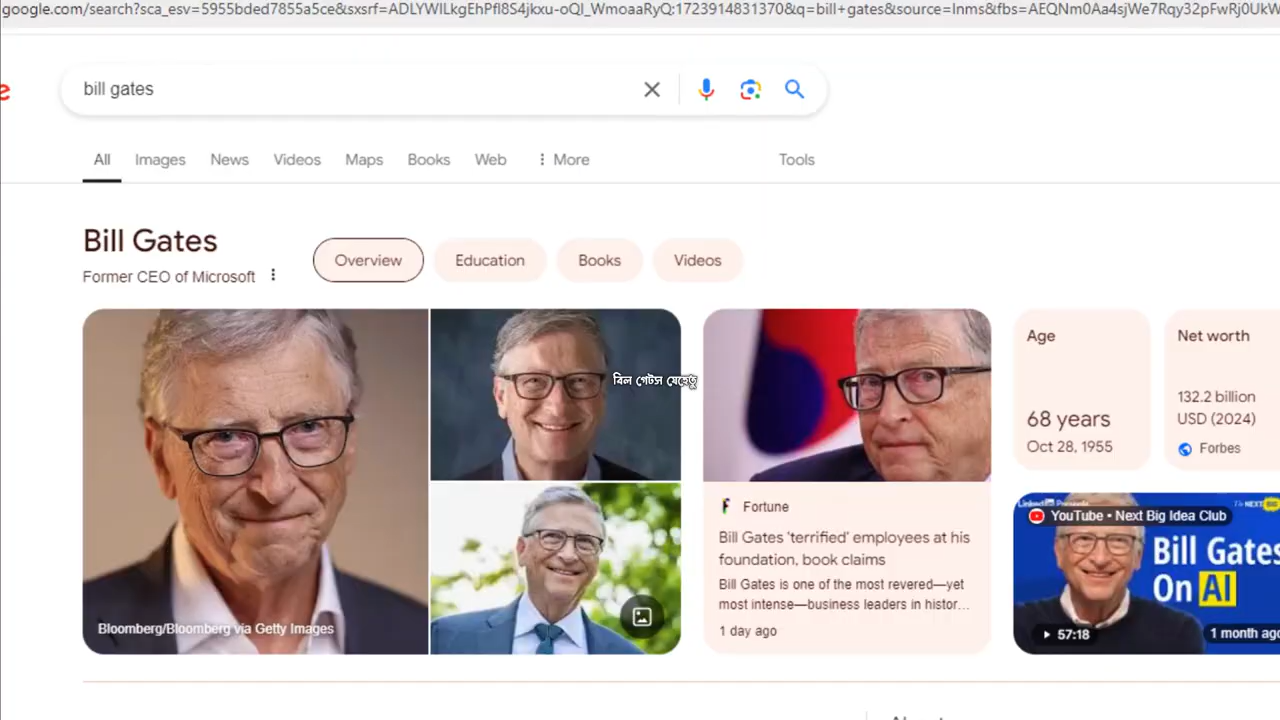 google.com/search?sca_esv=5955bded7855a5ce&sxsrf=ADLYWILkgEhPfI8S4jkxu-oQI_WmoaaRyQ:1723914831370&q=bill+gates&source=lnms&fbs=AEQNm0Aa4sjWe7Rqy32pFwRj0UkW
bill gates
All Images News Videos Maps Books Web More Tools
Bill Gates
Former CEO of Microsoft
Overview Education Books Videos
Bloomberg/Bloomberg via Getty Images
বিল গেটস যেহেতু
Fortune
Bill Gates 'terrified' employees at his
foundation, book claims
Bill Gates is one of the most revered—yet
most intense—business leaders in histor...
1 day ago
Age
68 years
Oct 28, 1955
Net worth
132.2 billion
USD (2024)
Forbes
YouTube • Next Big Idea Club
Bill Gates
On AI
57:18
1 month ago